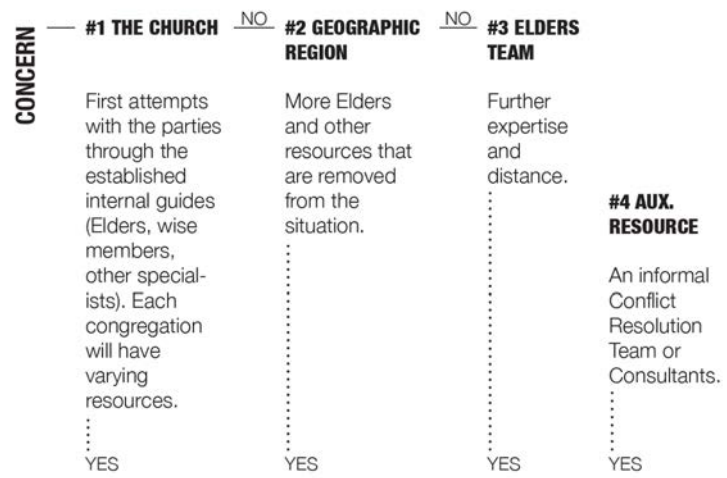 CONCERN
#1 THE CHURCH
First attempts
with the parties
through the
established
internal guides
(Elders, wise
members,
other special-
ists). Each
congregation
will have
varying
resources.
YES
NO
#2 GEOGRAPHIC
REGION
More Elders
and other
resources that
are removed
from the
situation.
YES
NO
#3 ELDERS
TEAM
Further
expertise
and
distance.
YES
#4 AUX.
RESOURCE
An informal
Conflict
Resolution
Team or
Consultants.
YES